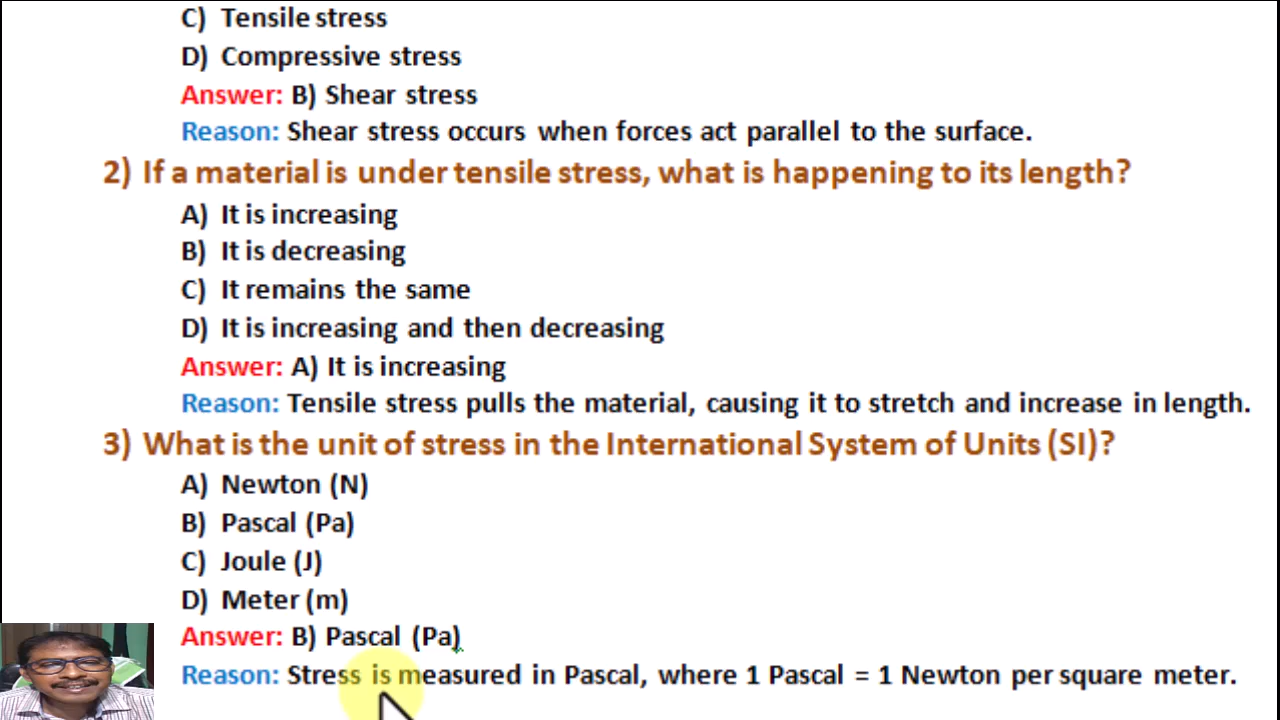 C) Tensile stress
D) Compressive stress
Answer: B) Shear stress
Reason: Shear stress occurs when forces act parallel to the surface.
2) If a material is under tensile stress, what is happening to its length?
A) It is increasing
B) It is decreasing
C) It remains the same
D) It is increasing and then decreasing
Answer: A) It is increasing
Reason: Tensile stress pulls the material, causing it to stretch and increase in length.
3) What is the unit of stress in the International System of Units (SI)?
A) Newton (N)
B) Pascal (Pa)
C) Joule (J)
D) Meter (m)
Answer: B) Pascal (Pa)
Reason: Stress is measured in Pascal, where 1 Pascal = 1 Newton per square meter.